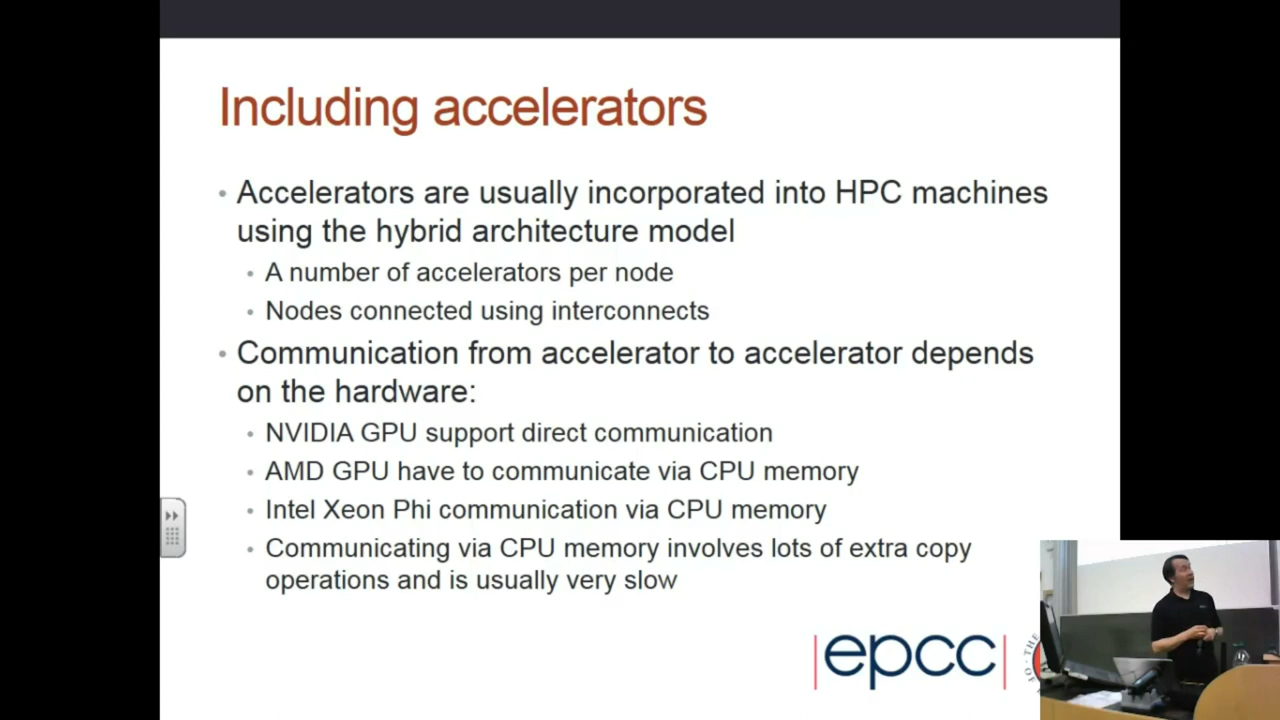 Including accelerators
• Accelerators are usually incorporated into HPC machines
using the hybrid architecture model
• A number of accelerators per node
• Nodes connected using interconnects
• Communication from accelerator to accelerator depends
on the hardware:
• NVIDIA GPU support direct communication
• AMD GPU have to communicate via CPU memory
• Intel Xeon Phi communication via CPU memory
• Communicating via CPU memory involves lots of extra copy
operations and is usually very slow
|epcc|